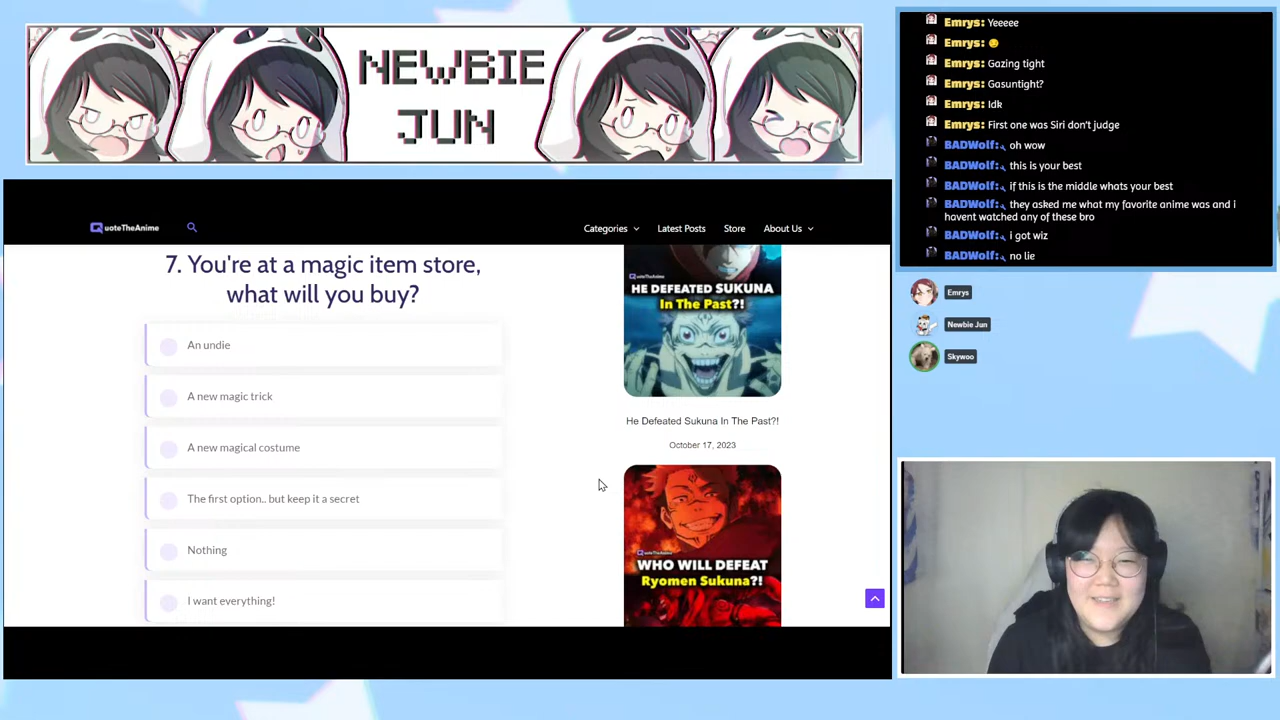 NEWBIE
JUN
uoteTheAnime
Categories
Latest Posts
Store
About Us
7. You're at a magic item store,
what will you buy?
An undie
A new magic trick
A new magical costume
The first option.. but keep it a secret
Nothing
I want everything!
uoteTheAnime
HE DEFEATED SUKUNA
In The Past?!
He Defeated Sukuna In The Past?!
October 17, 2023
uoteTheAnime
WHO WILL DEFEAT
Ryomen Sukuna?!
Emrys: Yeeeee
Emrys: 😏
Emrys: Gazing tight
Emrys: Gasuntight?
Emrys: Idk
Emrys: First one was Siri don't judge
BADWolf: oh wow
BADWolf: this is your best
BADWolf: if this is the middle whats your best
BADWolf: they asked me what my favorite anime was and i
havent watched any of these bro
BADWolf: i got wiz
BADWolf: no lie
Emrys
Newbie Jun
Skywoo